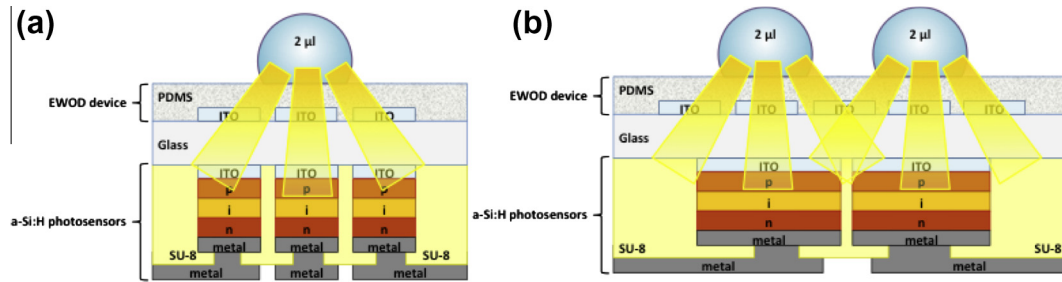 (a)
2 μl
EWOD device
PDMS
ITO ITO ITO
Glass
ITO ITO ITO
p p p
a-Si:H photosensors
i i i
n n n
metal metal metal
SU-8 SU-8
metal metal metal
(b)
2 μl 2 μl
EWOD device
PDMS
ITO ITO ITO ITO ITO
Glass
ITO ITO
p p
a-Si:H photosensors
i i
n n
metal metal
SU-8 SU-8
metal metal